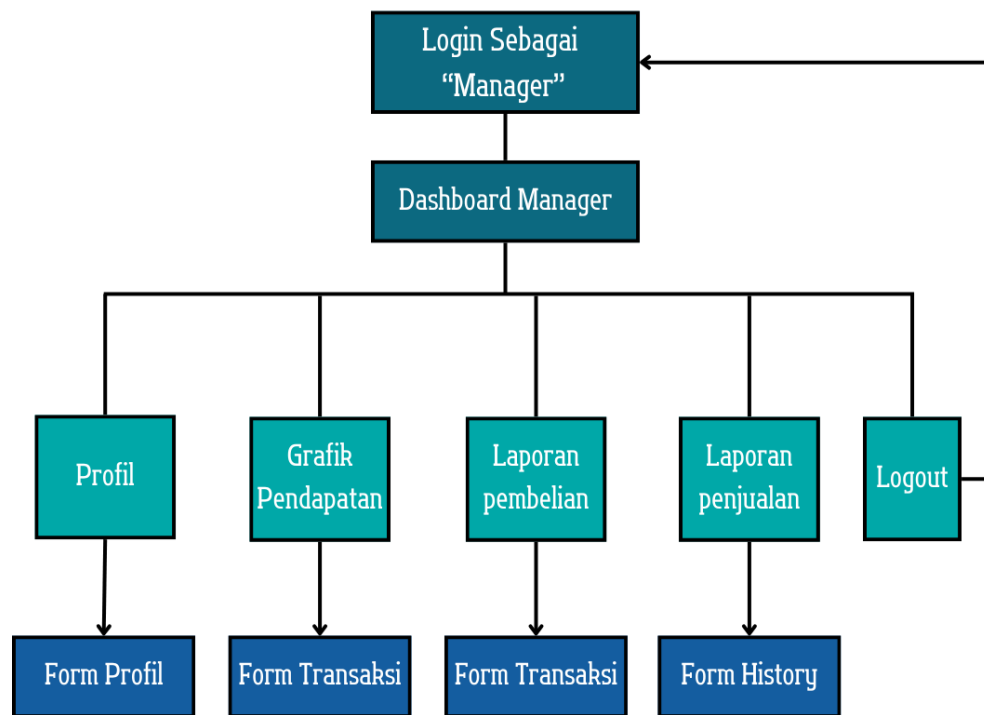 Login Sebagai
“Manager”
Dashboard Manager
Profil
Grafik
Pendapatan
Laporan
pembelian
Laporan
penjualan
Logout
Form Profil
Form Transaksi
Form Transaksi
Form History